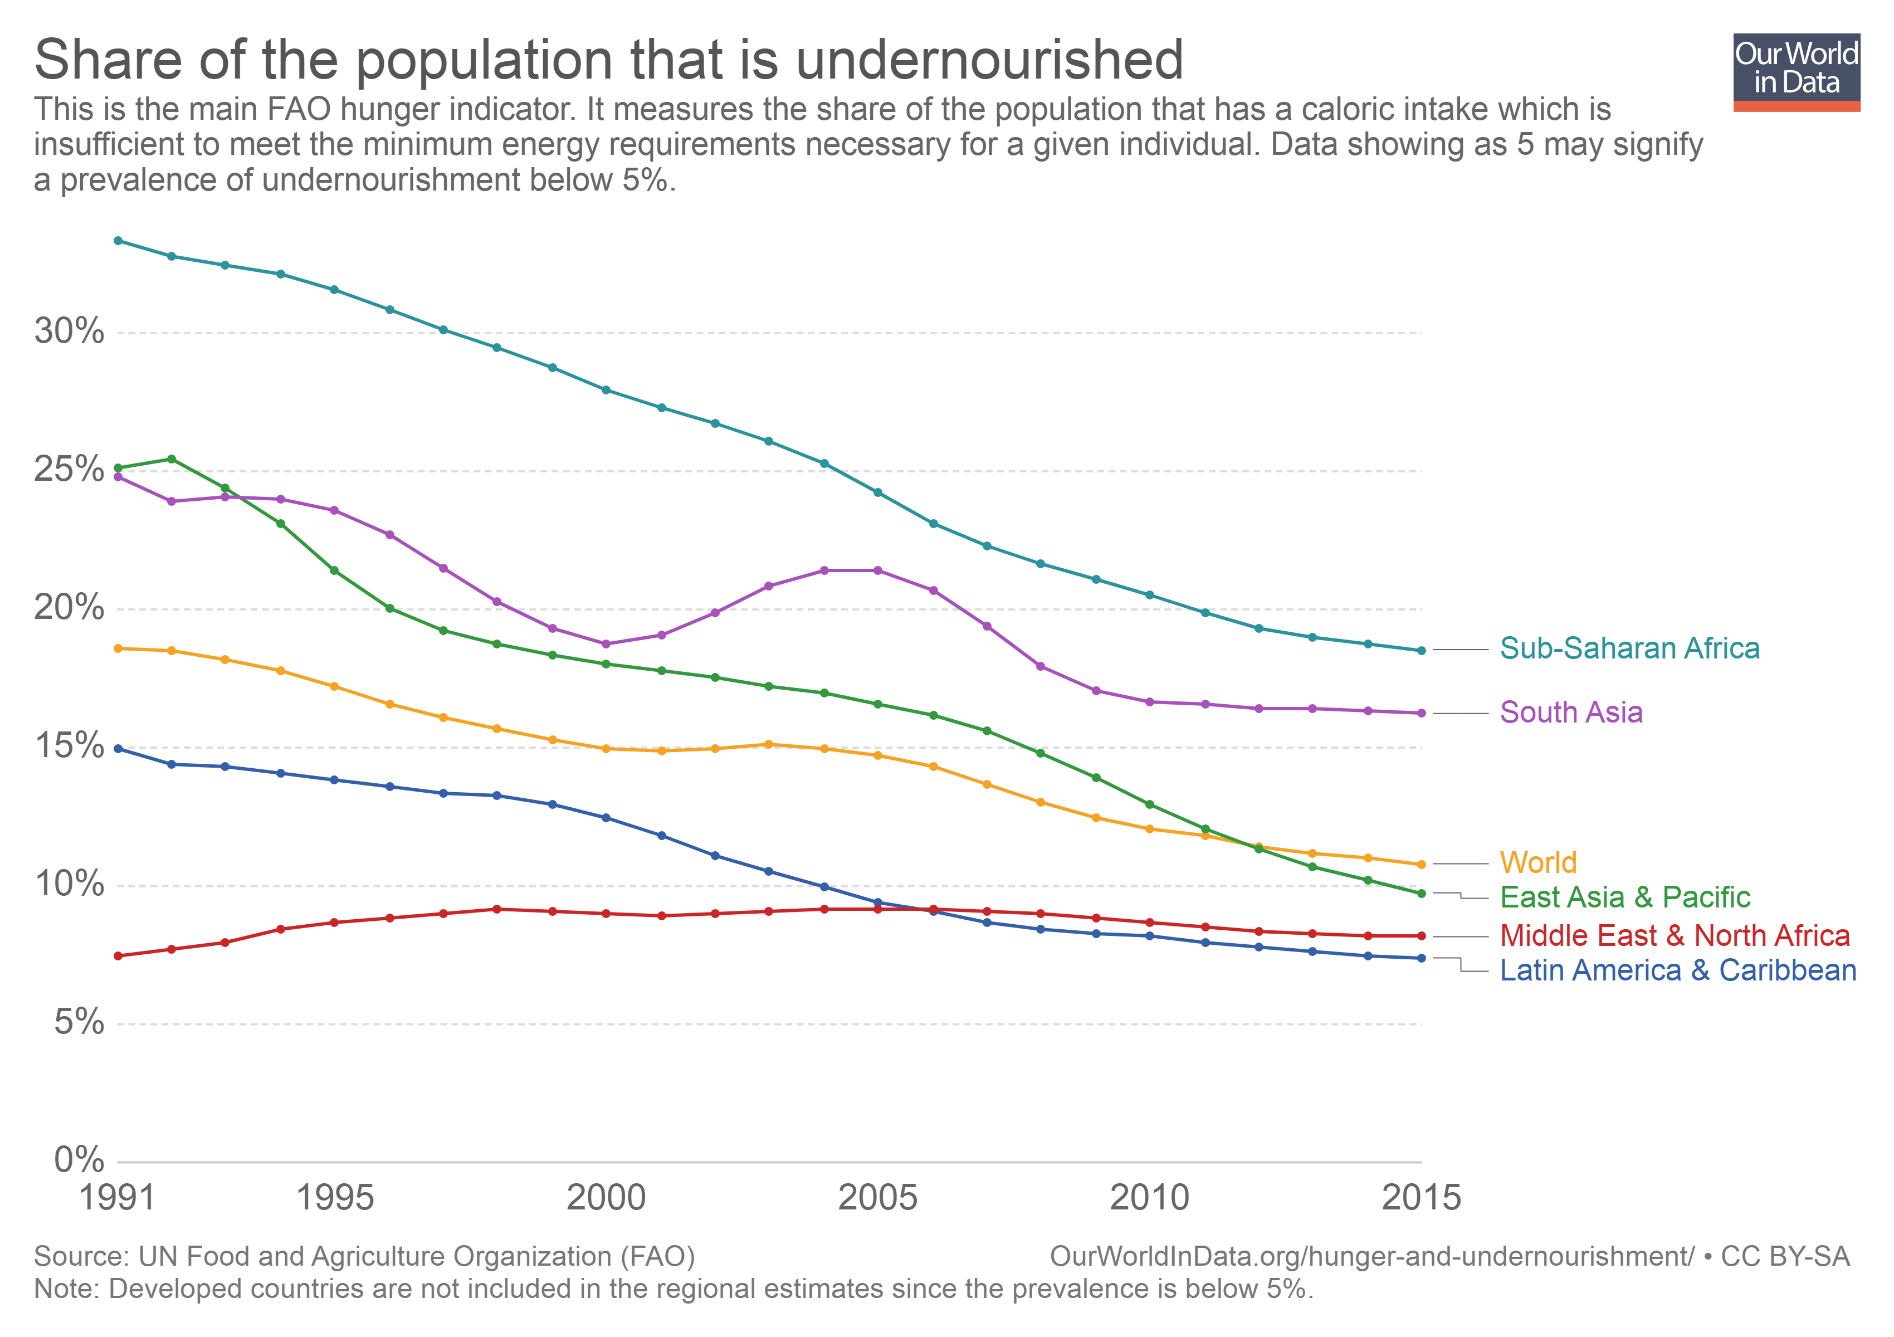 Share of the population that is undernourished
Our World
in Data
This is the main FAO hunger indicator. It measures the share of the population that has a caloric intake which is
insufficient to meet the minimum energy requirements necessary for a given individual. Data showing as 5 may signify
a prevalence of undernourishment below 5%.
30%
25%
20%
15%
10%
5%
0%
Sub-Saharan Africa
South Asia
World
East Asia & Pacific
Middle East & North Africa
Latin America & Caribbean
1991 1995 2000 2005 2010 2015
Source: UN Food and Agriculture Organization (FAO)
OurWorldInData.org/hunger-and-undernourishment/ • CC BY-SA
Note: Developed countries are not included in the regional estimates since the prevalence is below 5%.